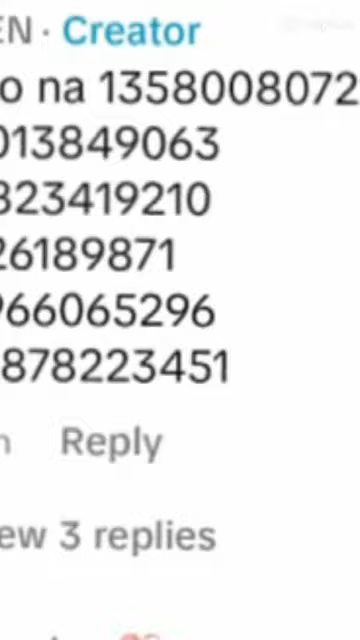 EN · Creator
o na 1358008072
013849063
323419210
26189871
966065296
878223451
Reply
ew 3 replies